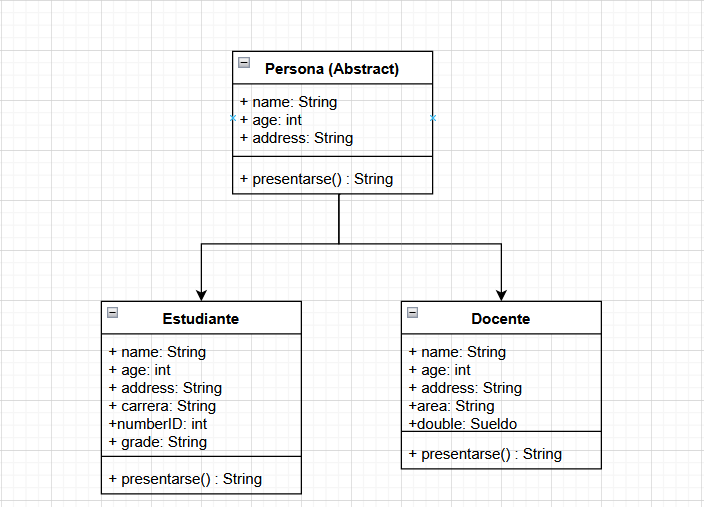 Persona (Abstract)
+ name: String
+ age: int
+ address: String
+ presentarse() : String
Estudiante
+ name: String
+ age: int
+ address: String
+ carrera: String
+numberID: int
+ grade: String
+ presentarse() : String
Docente
+ name: String
+ age: int
+ address: String
+area: String
+double: Sueldo
+ presentarse() : String